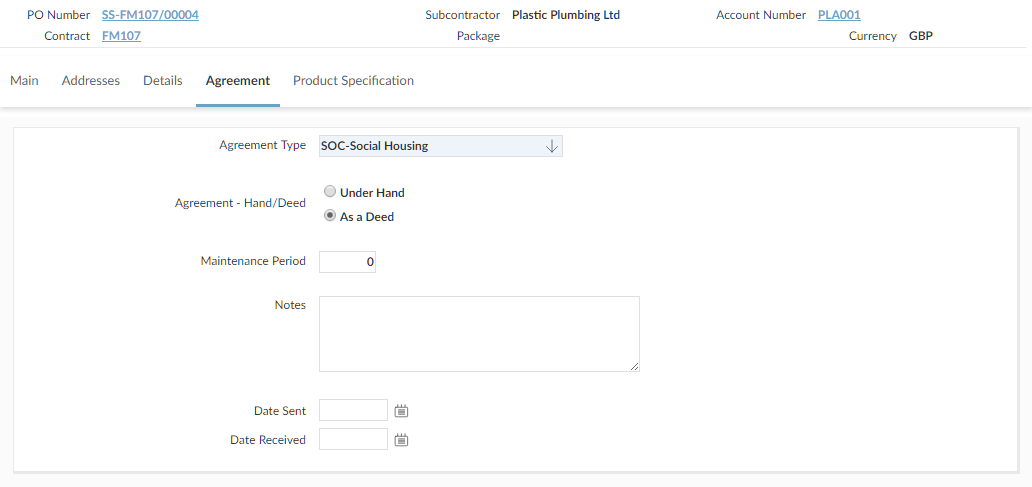 PO Number SS-FM107/00004 Subcontractor Plastic Plumbing Ltd Account Number PLA001
Contract FM107 Package Currency GBP
Main Addresses Details Agreement Product Specification
Agreement Type SOC-Social Housing
Under Hand
Agreement - Hand/Deed
As a Deed
Maintenance Period 0
Notes
Date Sent
Date Received